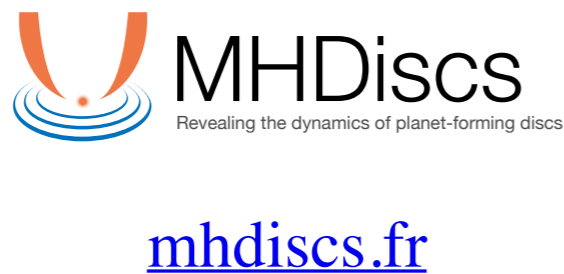 MHDiscs
Revealing the dynamics of planet-forming discs
mhdiscs.fr